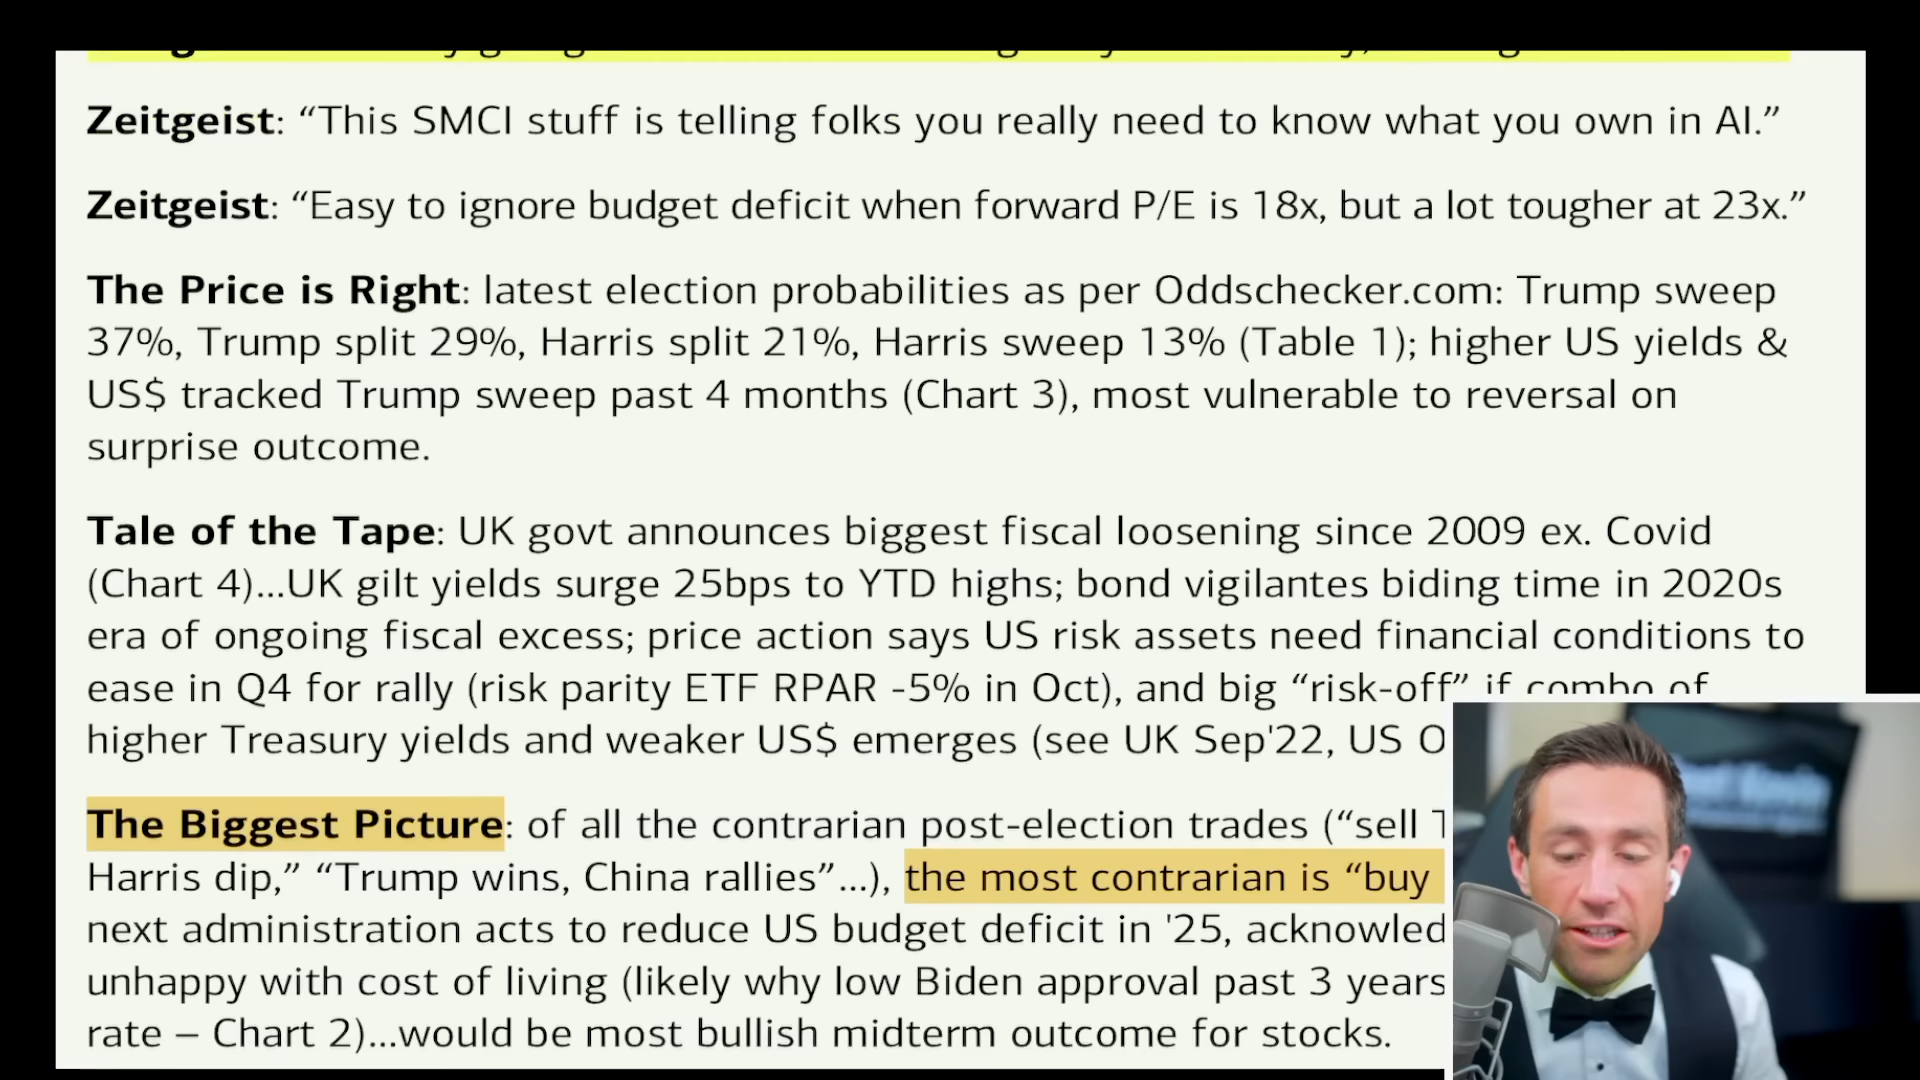 Zeitgeist: “This SMCI stuff is telling folks you really need to know what you own in AI.”
Zeitgeist: “Easy to ignore budget deficit when forward P/E is 18x, but a lot tougher at 23x.”
The Price is Right: latest election probabilities as per Oddschecker.com: Trump sweep
37%, Trump split 29%, Harris split 21%, Harris sweep 13% (Table 1); higher US yields &
US$ tracked Trump sweep past 4 months (Chart 3), most vulnerable to reversal on
surprise outcome.
Tale of the Tape: UK govt announces biggest fiscal loosening since 2009 ex. Covid
(Chart 4)...UK gilt yields surge 25bps to YTD highs; bond vigilantes biding time in 2020s
era of ongoing fiscal excess; price action says US risk assets need financial conditions to
ease in Q4 for rally (risk parity ETF RPAR -5% in Oct), and big “risk-off” if combo of
higher Treasury yields and weaker US$ emerges (see UK Sep'22, US
The Biggest Picture: of all the contrarian post-election trades (“sell
Harris dip,” “Trump wins, China rallies”...), the most contrarian is “buy
next administration acts to reduce US budget deficit in '25,
unhappy with cost of living (likely why low Biden approval past 3 years
rate – Chart 2)...would be most bullish midterm outcome for stocks.